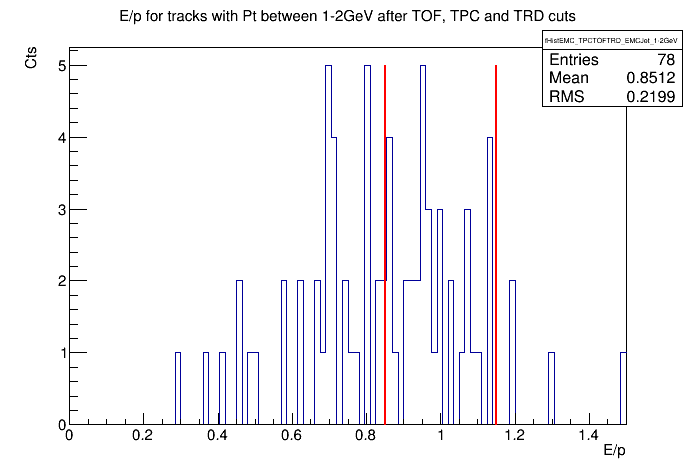 E/p for tracks with Pt between 1-2GeV after TOF, TPC and TRD cuts
fHistEMC_TPCTOFTRD_EMCJet_1-2GeV
Entries 78
Mean 0.8512
RMS 0.2199
Cts
5
4
3
2
1
0
0 0.2 0.4 0.6 0.8 1 1.2 1.4
E/p